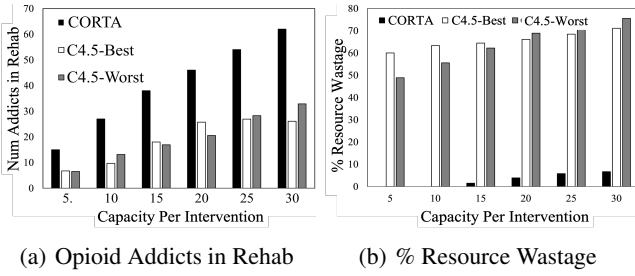 70
60
50
40
30
20
10
0
Num Addicts in Rehab
CORTA
C4.5-Best
C4.5-Worst
5. 10 15 20 25 30
Capacity Per Intervention
(a) Opioid Addicts in Rehab
80
70
60
50
40
30
20
10
0
% Resource Wastage
CORTA C4.5-Best C4.5-Worst
5 10 15 20 25 30
Capacity Per Intervention
(b) % Resource Wastage